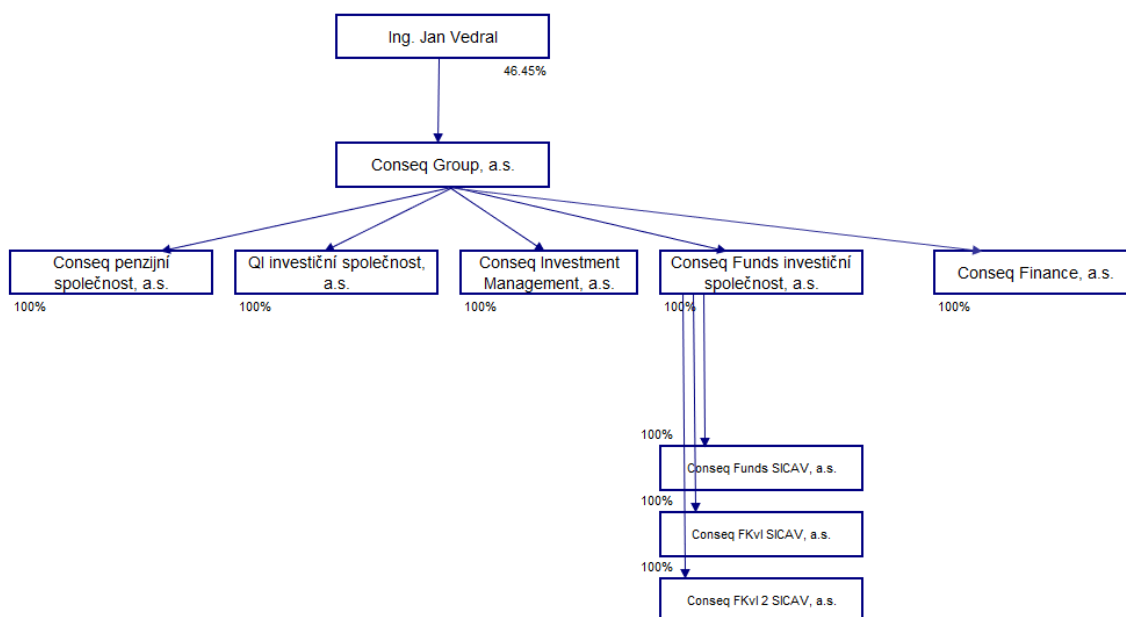 Ing. Jan Vedral
46.45%
Conseq Group, a.s.
Conseq penzijní
společnost, a.s.
100%
QI investiční společnost,
a.s.
100%
Conseq Investment
Management, a.s.
100%
Conseq Funds investiční
společnost, a.s.
100%
Conseq Finance, a.s.
100%
100%
Conseq Funds SICAV, a.s.
100%
Conseq FKvI SICAV, a.s.
100%
Conseq FKvI 2 SICAV, a.s.